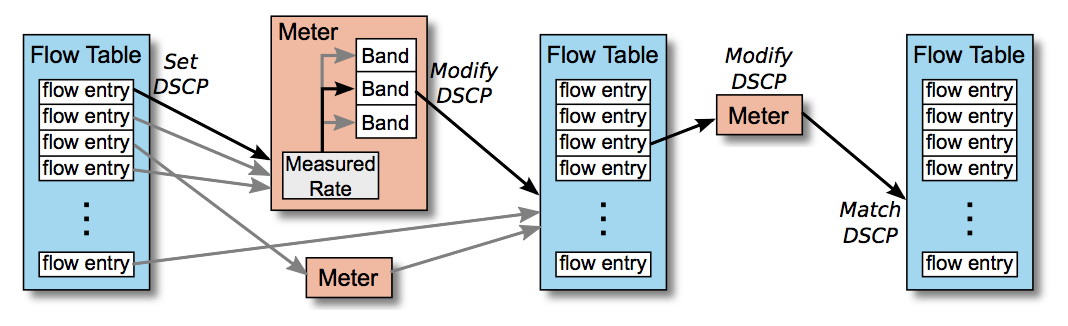 Flow Table
flow entry
flow entry
flow entry
flow entry
flow entry
Set
DSCP
Meter
Band
Band
Band
Measured
Rate
Meter
Modify
DSCP
Flow Table
flow entry
flow entry
flow entry
flow entry
flow entry
Modify
DSCP
Meter
Match
DSCP
Flow Table
flow entry
flow entry
flow entry
flow entry
flow entry